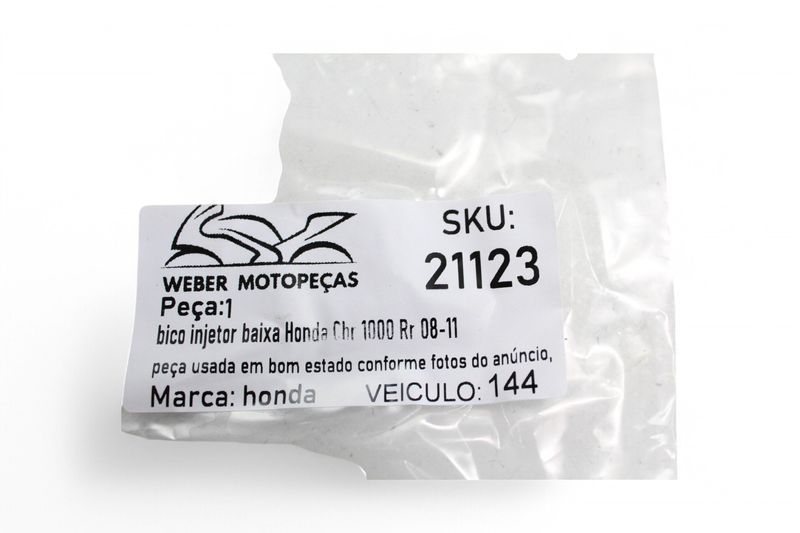 WEBER MOTOPEÇAS
SKU:
21123
Peça:1
bico injetor baixa Honda Cbr 1000 Rr 08-11
peça usada em bom estado conforme fotos do anúncio,
Marca: honda
VEICULO: 144